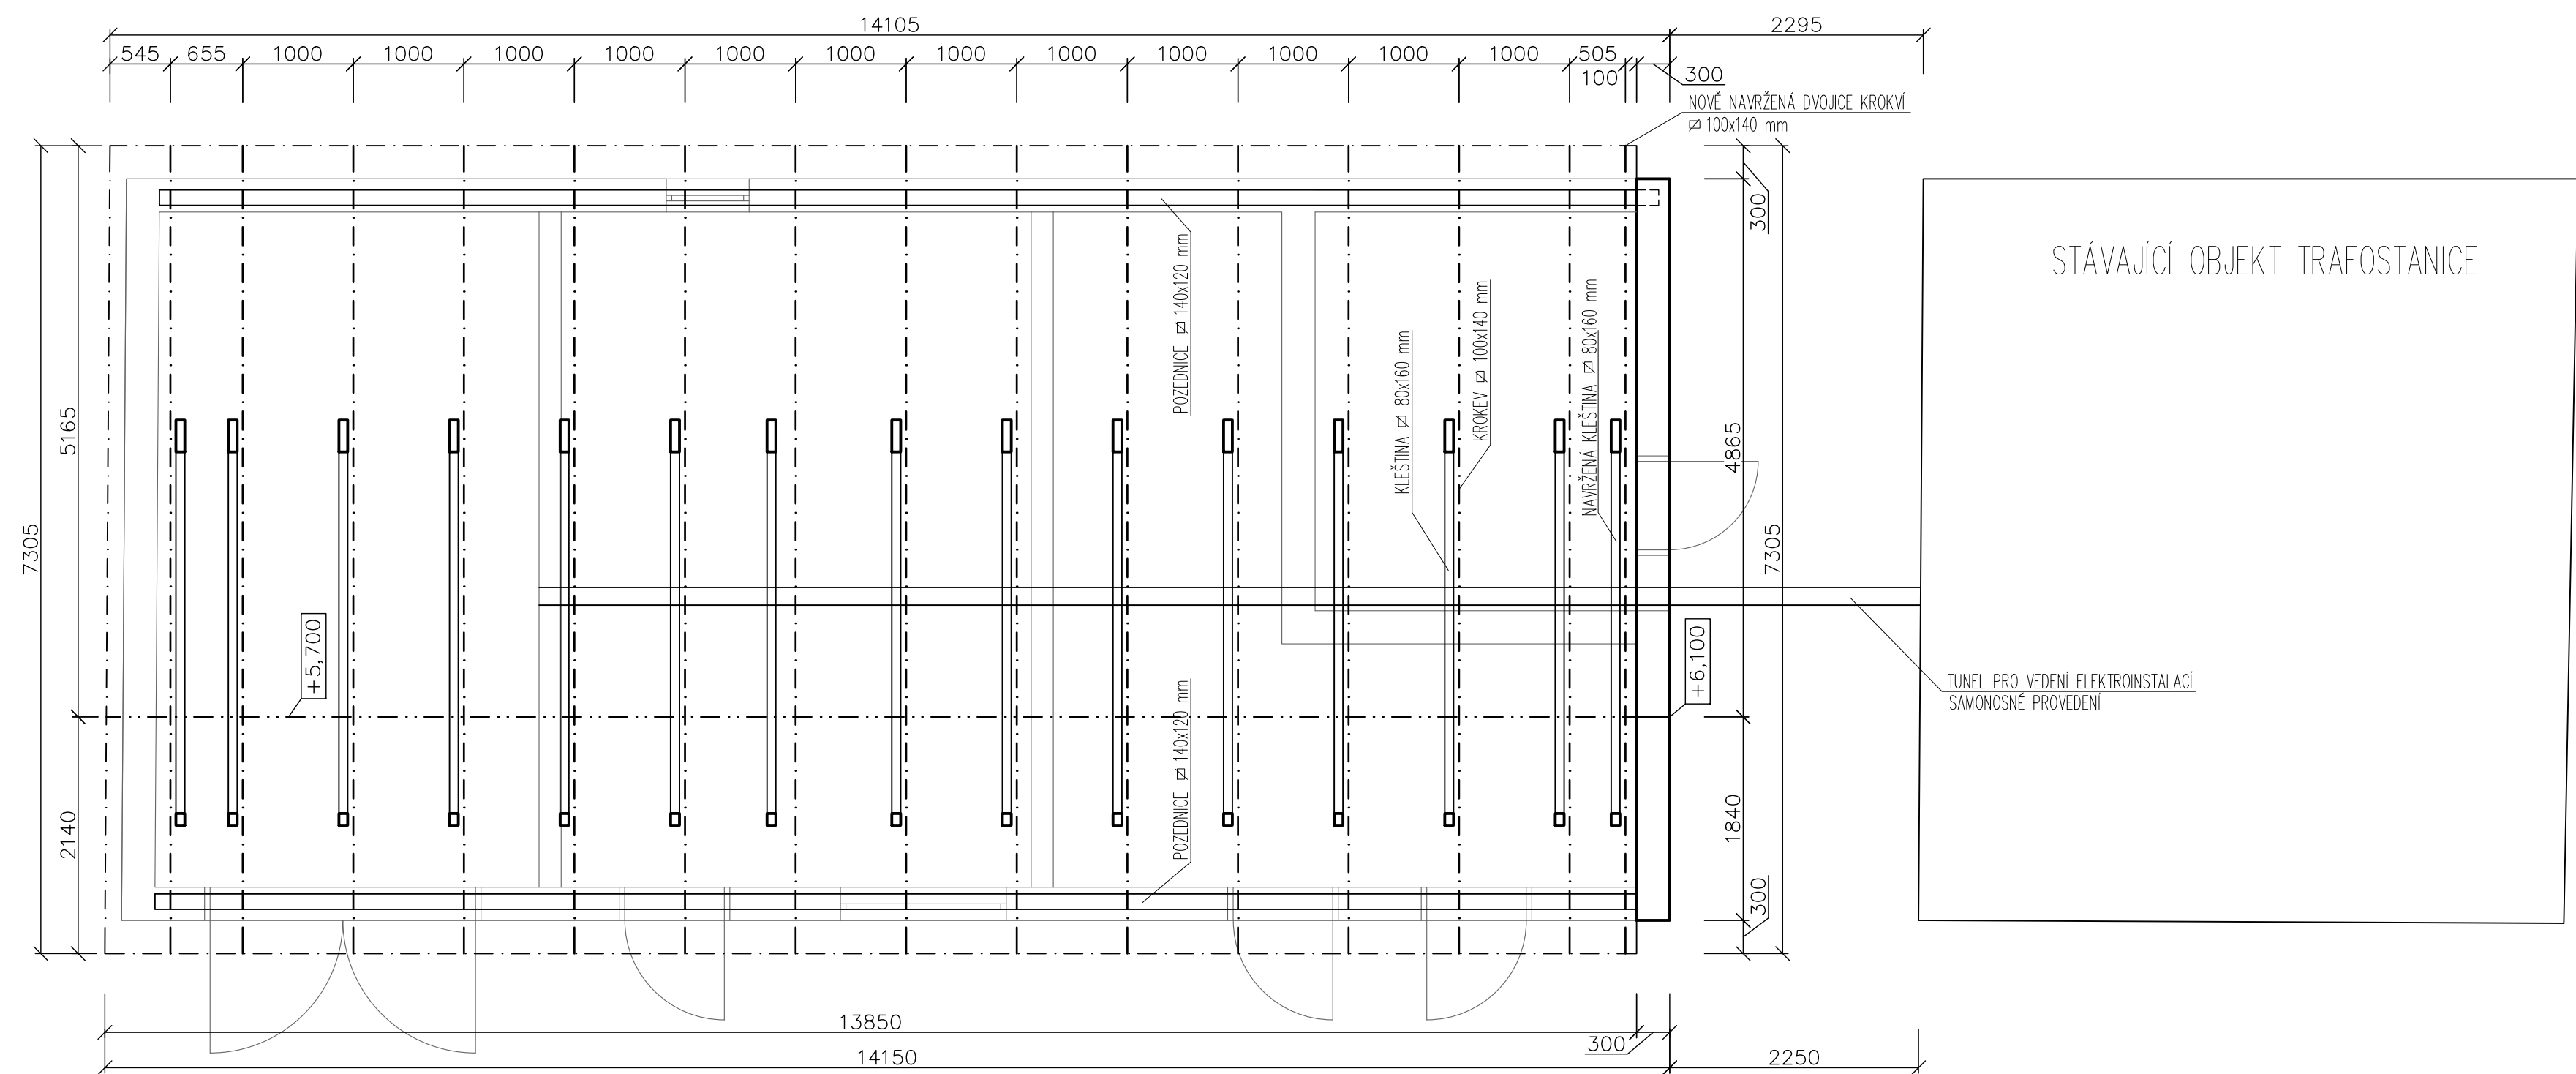 14105
2295
545 655 1000 1000 1000 1000 1000 1000 1000 1000 1000 1000 1000 1000 505
100
300
NOVĚ NAVRŽENÁ DVOJICE KROKVÍ
100x140 mm
7305
5165
2140
POZEDNICE 140x120 mm
KLEŠTINA 80x160 mm
KROKEV 100x140 mm
NAVRŽENÁ KLEŠTINA 80x160 mm
300
4865
7305
1840
300
STÁVAJÍCÍ OBJEKT TRAFOSTANICE
+5,700
+6,100
POZEDNICE 140x120 mm
TUNEL PRO VEDENÍ ELEKTROINSTALACÍ
SAMONOSNÉ PROVEDENÍ
13850
300
14150
2250